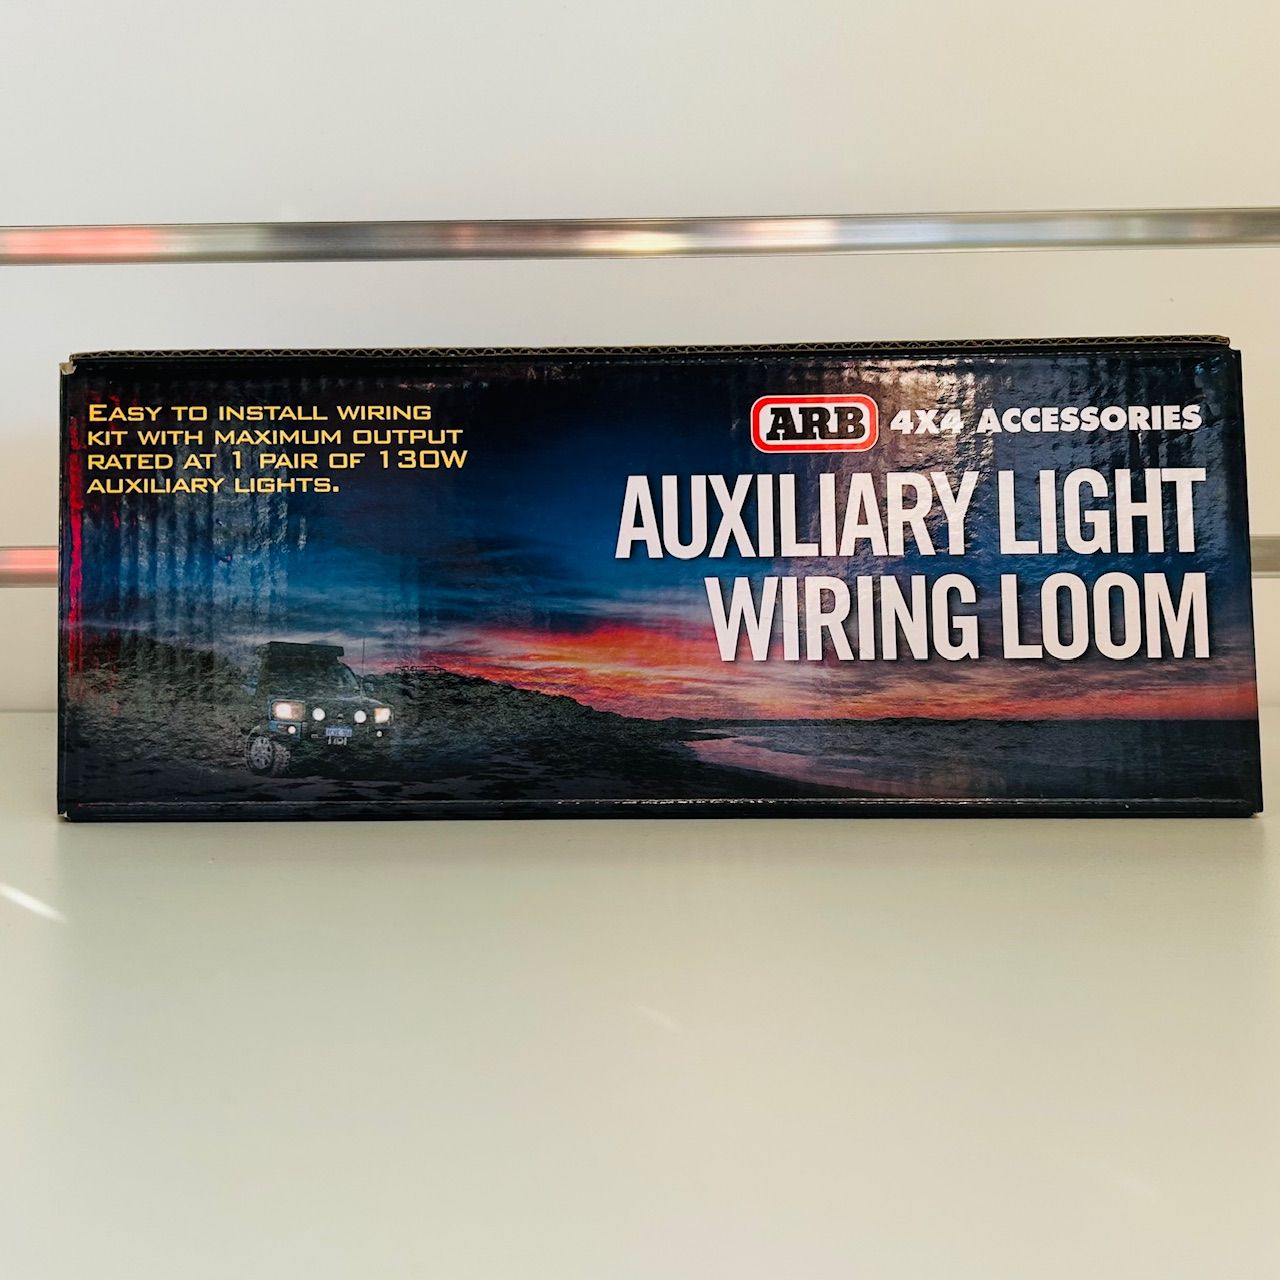 EASY TO INSTALL WIRING
KIT WITH MAXIMUM OUTPUT
RATED AT 1 PAIR OF 130W
AUXILIARY LIGHTS.
ARB 4X4 ACCESSORIES
AUXILIARY LIGHT
WIRING LOOM